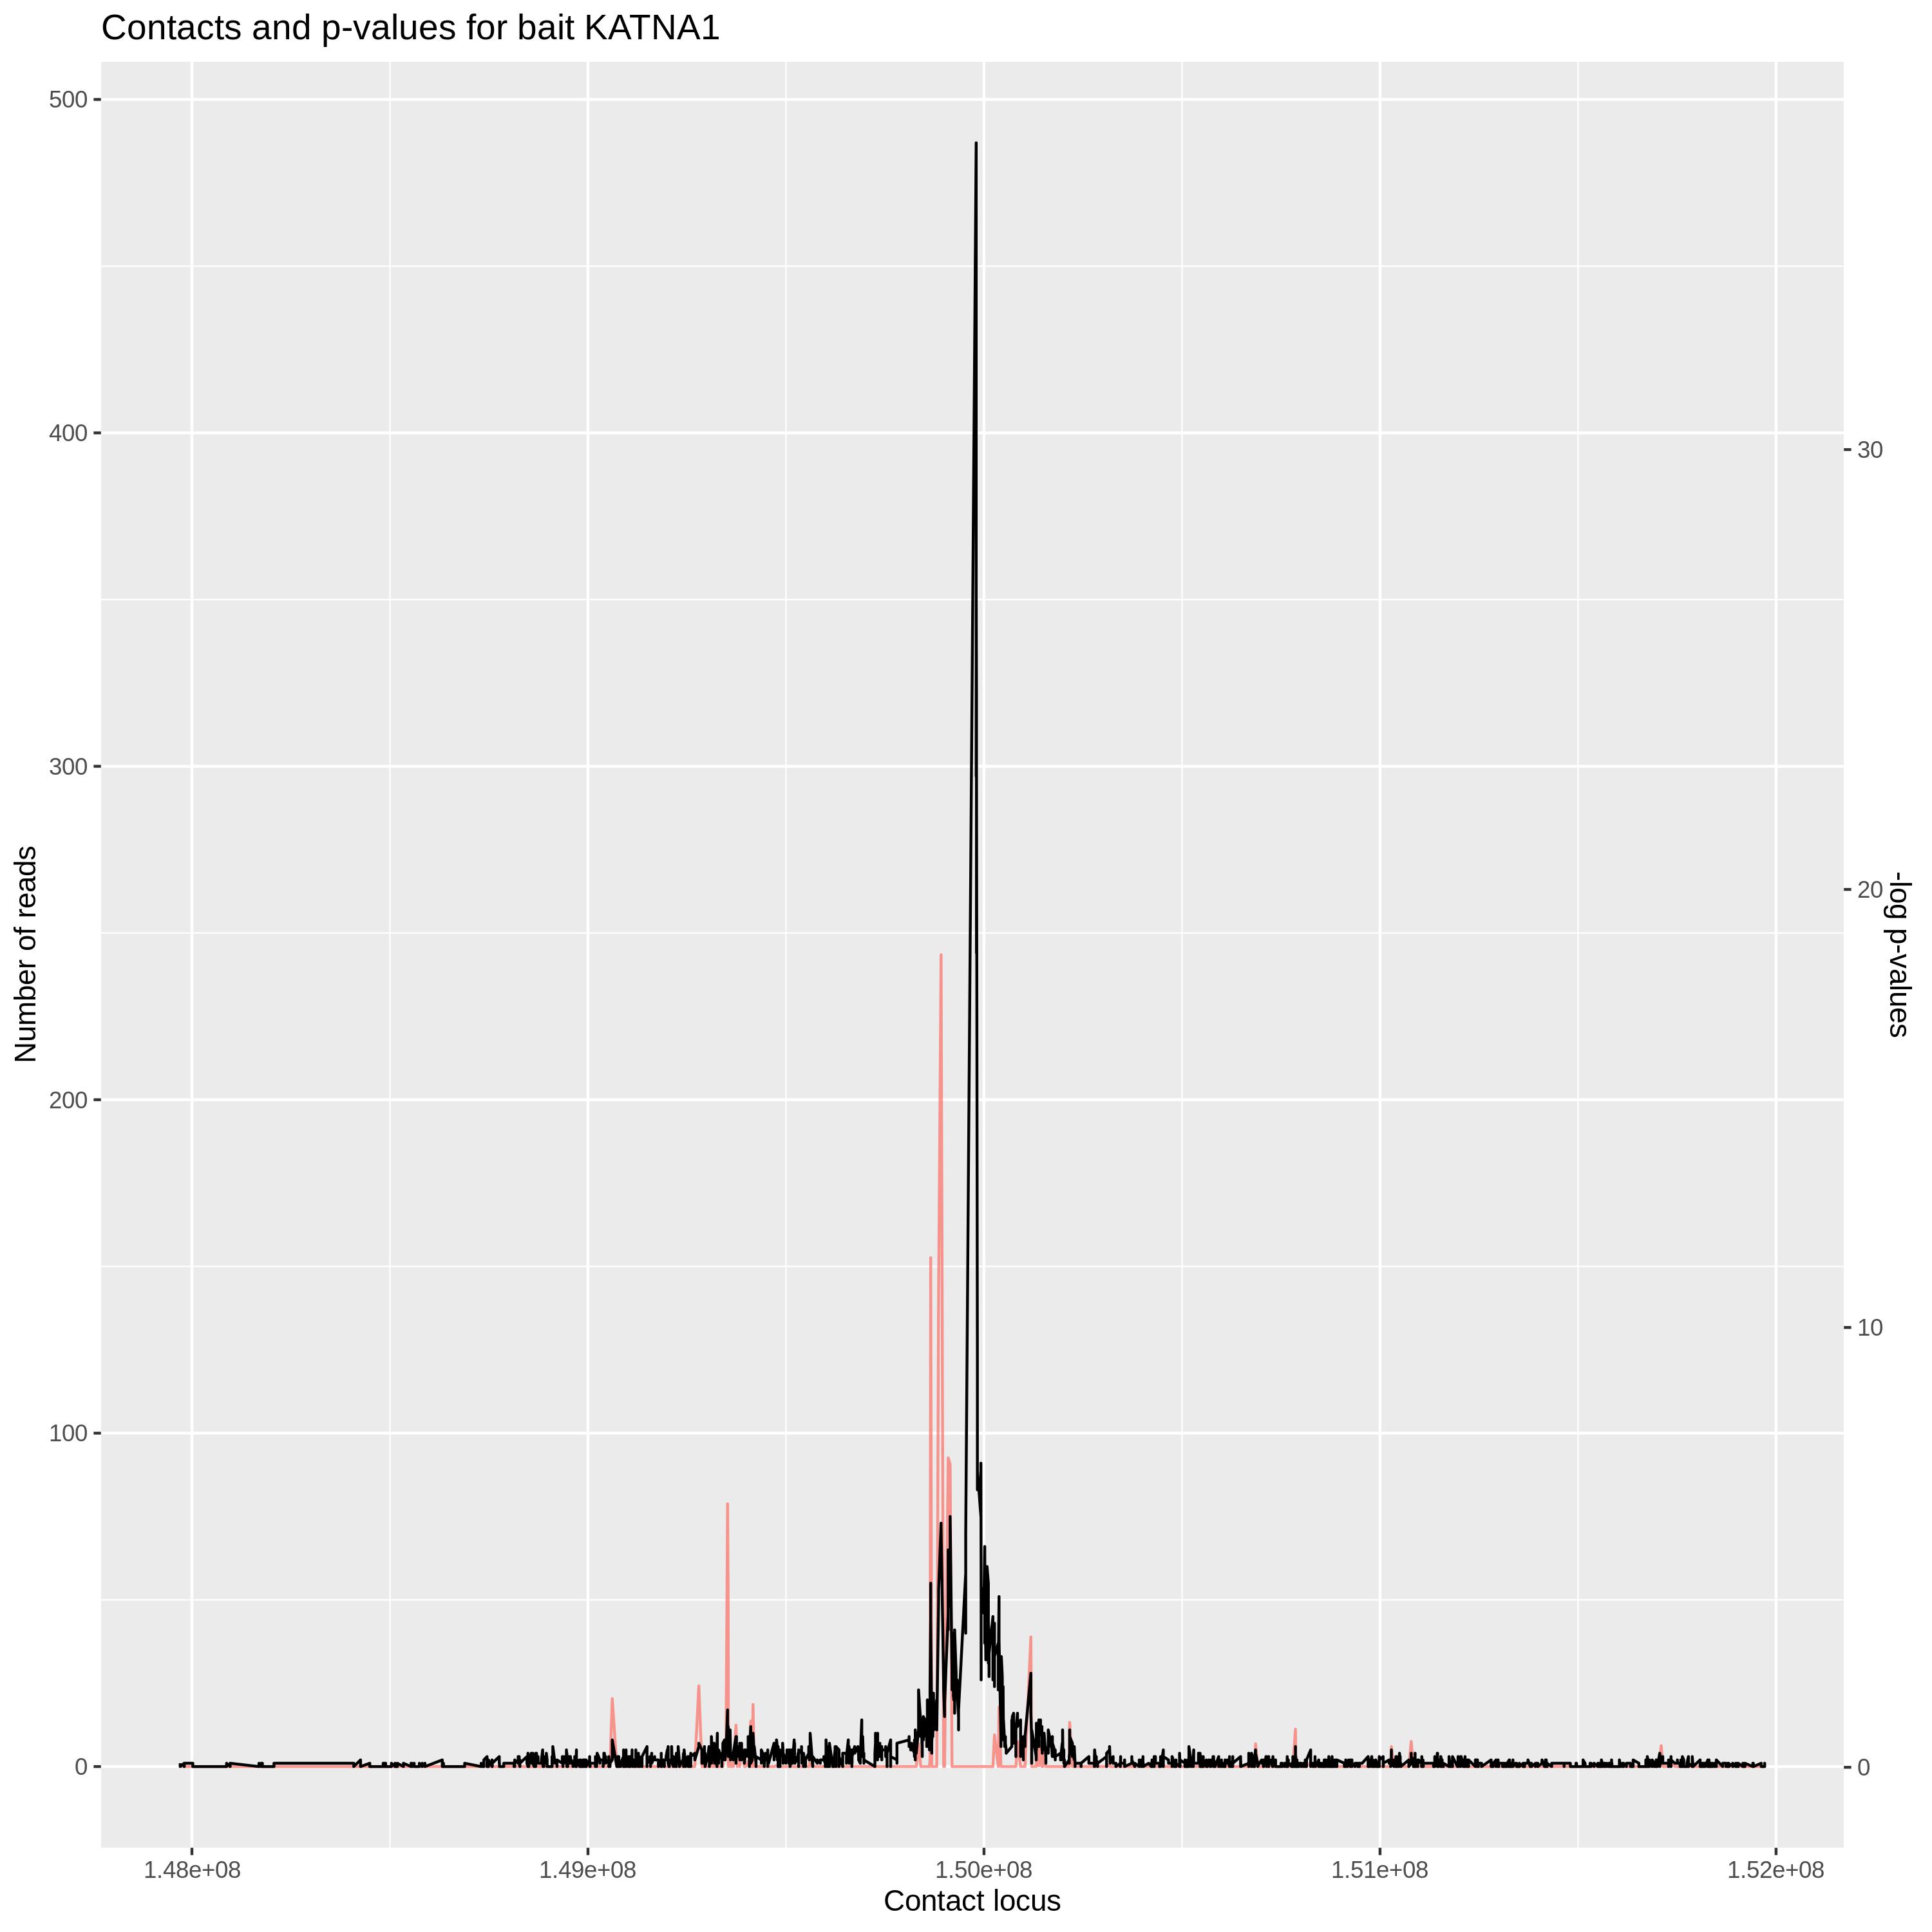 Contacts and p-values for bait KATNA1
500
400
300
200
100
0
Number of reads
30
20
10
0
-log p-values
1.48e+08
1.49e+08
1.50e+08
1.51e+08
1.52e+08
Contact locus